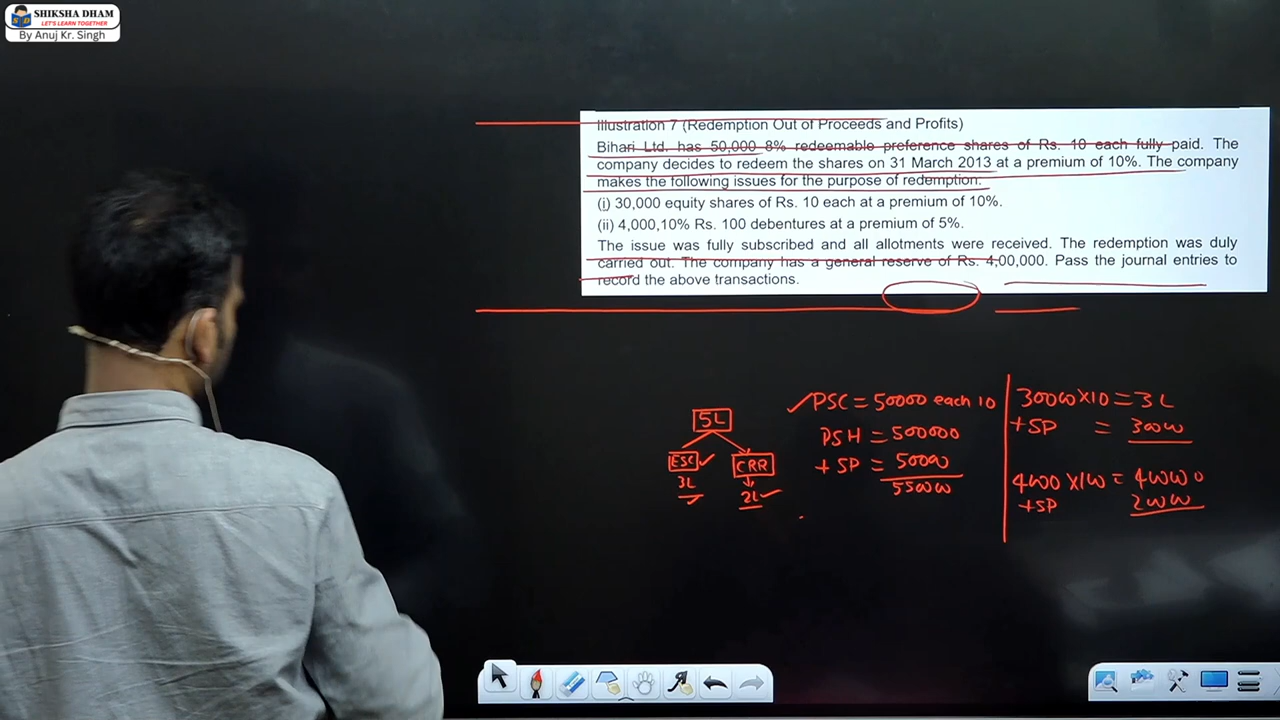 SHIKSHA DHAM
LET'S LEARN TOGETHER
By Anuj Kr. Singh
Illustration 7 (Redemption Out of Proceeds and Profits)
Bihari Ltd. has 50,000 8% redeemable preference shares of Rs. 10 each fully paid. The
company decides to redeem the shares on 31 March 2013 at a premium of 10%. The company
makes the following issues for the purpose of redemption:
(i) 30,000 equity shares of Rs. 10 each at a premium of 10%.
(ii) 4,000,10% Rs. 100 debentures at a premium of 5%.
The issue was fully subscribed and all allotments were received. The redemption was duly
carried out. The company has a general reserve of Rs. 4,00,000. Pass the journal entries to
record the above transactions.
5L
ESC
CRR
3L
2L
PSC = 50000 each 10
PSH = 500000
+ SP = 50000
550000
30000 × 10 = 3L
+SP = 30000
4000 × 100 = 400000
+SP 20000